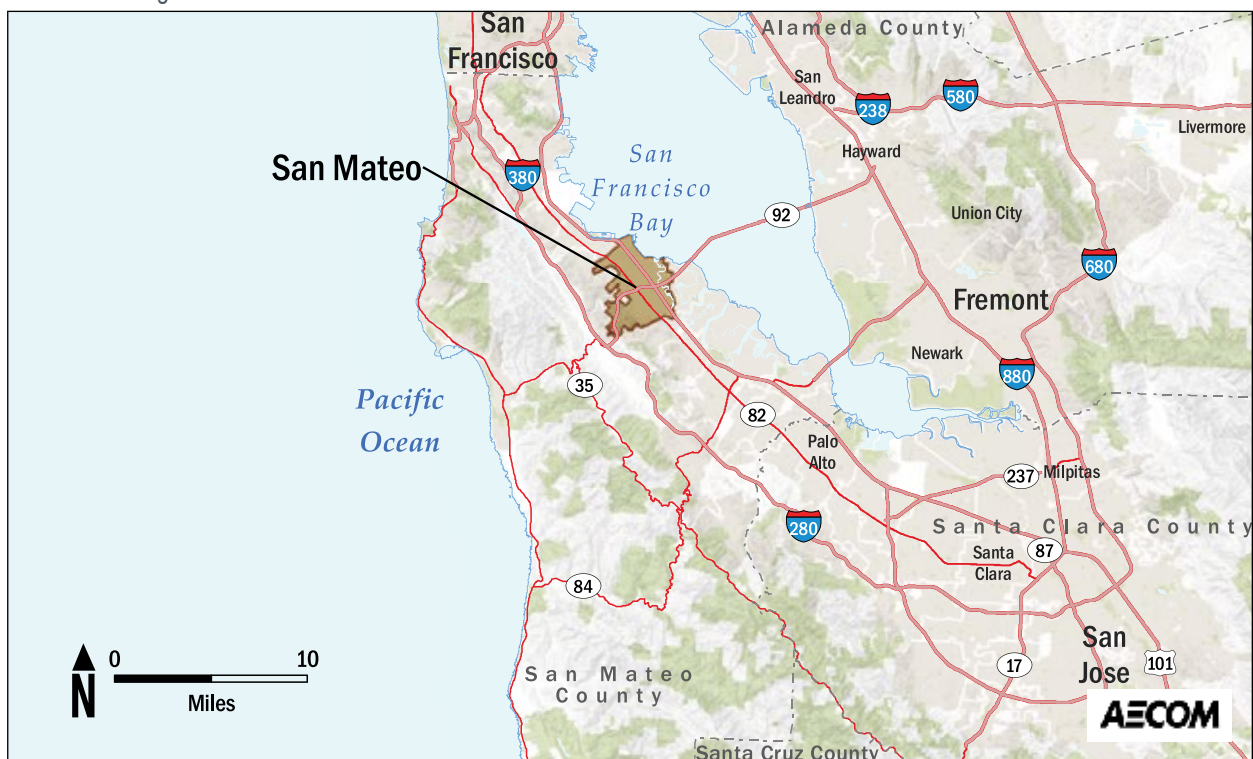 San
Francisco
Alameda County
San
Leandro
238
580
Livermore
Hayward
San Mateo
380
San
Francisco
Bay
92
Union City
680
Fremont
Newark
880
35
Pacific
Ocean
82
Palo
Alto
237
Milpitas
280
Santa Clara County
87
Santa
Clara
84
0
10
Miles
N
San Mateo
County
San
Jose
17
101
AECOM
Santa Cruz County